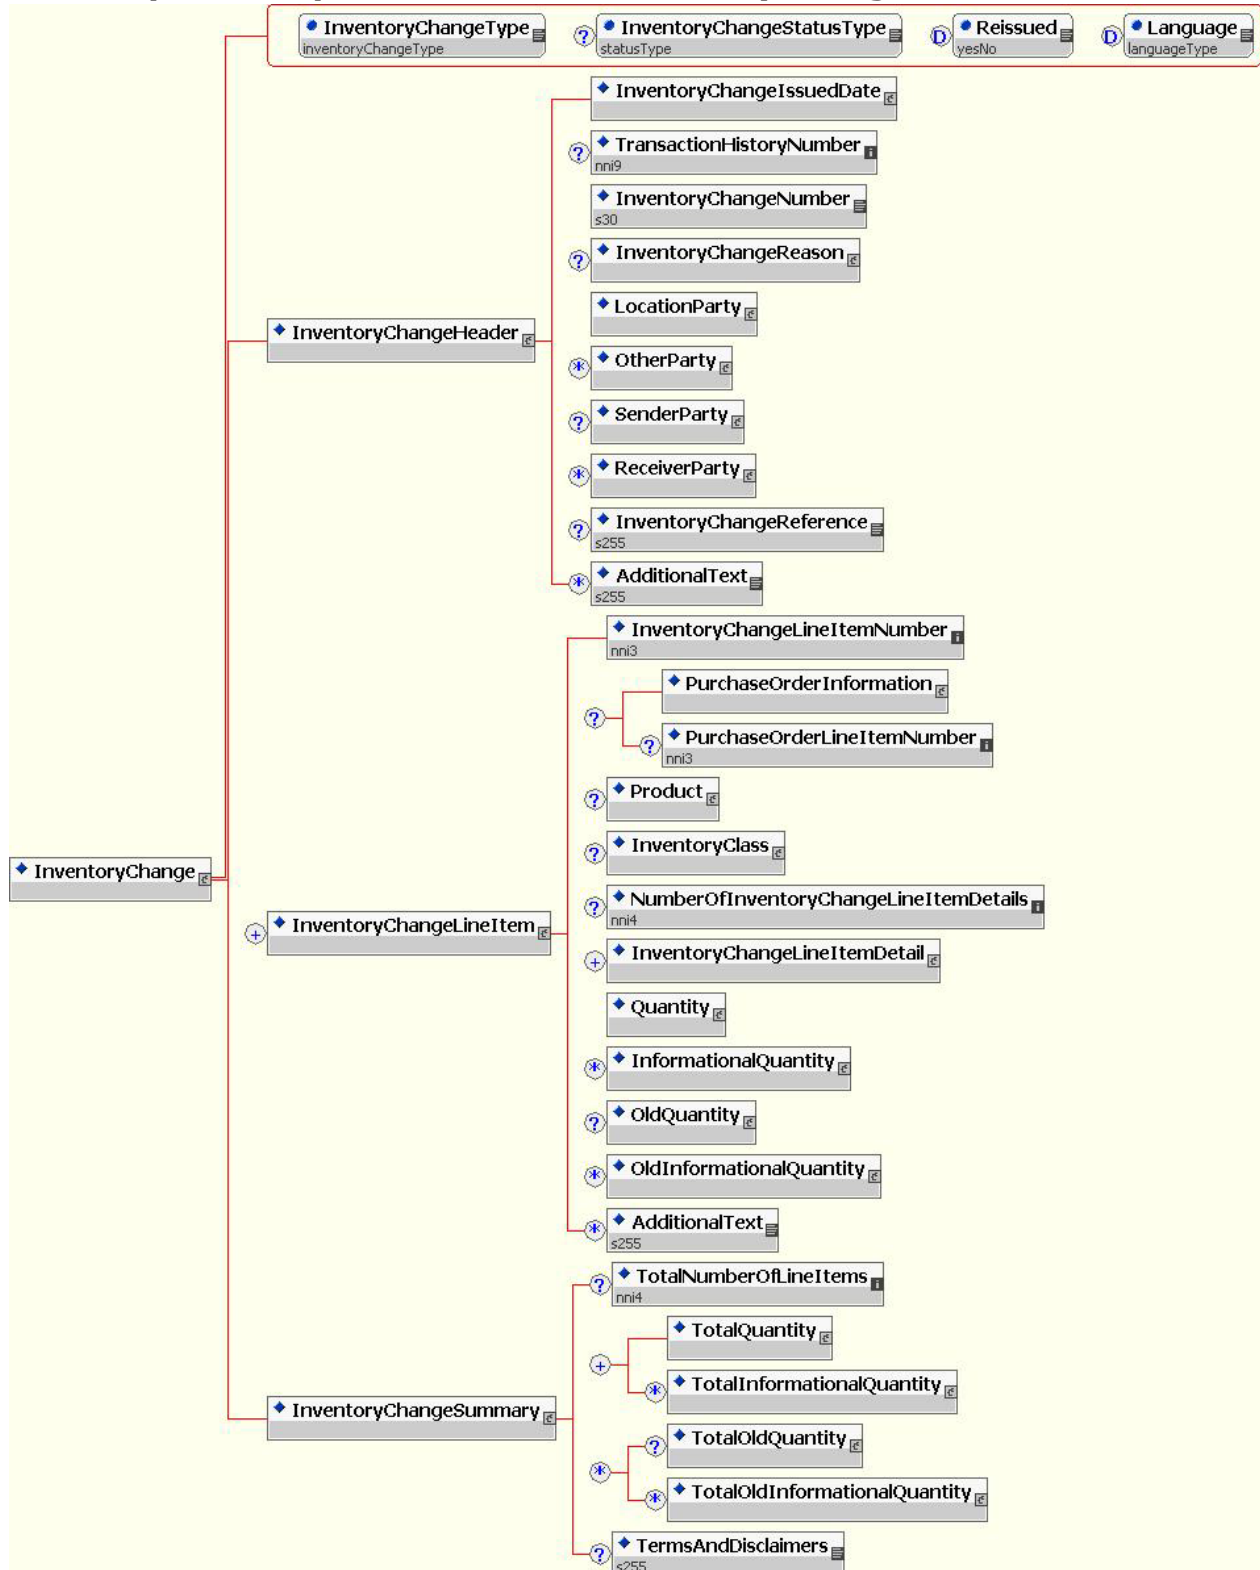 InventoryChangeType
inventoryChangeType
? InventoryChangeStatusType
statusType
D Reissued
yesNo
D Language
languageType
InventoryChangeIssuedDate
? TransactionHistoryNumber
nni9
InventoryChangeNumber
s30
? InventoryChangeReason
LocationParty
InventoryChangeHeader
* OtherParty
? SenderParty
* ReceiverParty
? InventoryChangeReference
s255
* AdditionalText
s255
InventoryChangeLineItemNumber
nni3
PurchaseOrderInformation
?
? PurchaseOrderLineItemNumber
nni3
? Product
? InventoryClass
InventoryChange
? NumberOfInventoryChangeLineItemDetails
nni4
+ InventoryChangeLineItem
+ InventoryChangeLineItemDetail
Quantity
* InformationalQuantity
? OldQuantity
* OldInformationalQuantity
* AdditionalText
s255
? TotalNumberOfLineItems
nni4
TotalQuantity
+
* TotalInformationalQuantity
InventoryChangeSummary
? TotalOldQuantity
*
* TotalOldInformationalQuantity
? TermsAndDisclaimers
s255